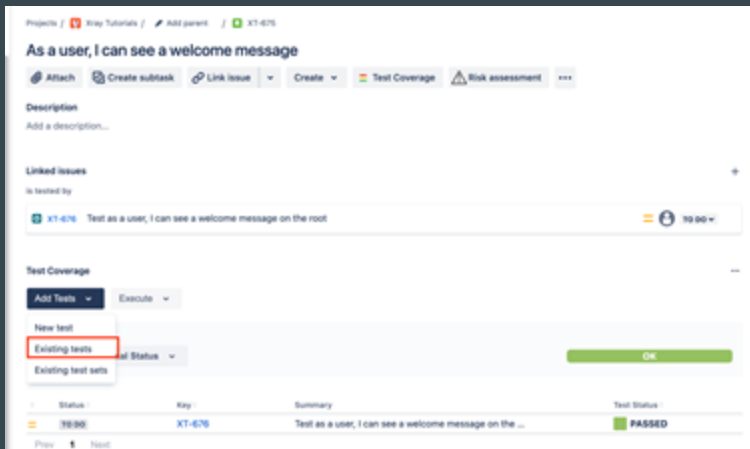 Projects / Xray Tutorials / Add parent / XT-675
As a user, I can see a welcome message
Attach Create subtask Link issue Create Test Coverage Risk assessment ...
Description
Add a description...
Linked issues +
is tested by
XT-676 Test as a user, I can see a welcome message on the root TO DO
Test Coverage ...
Add Tests Execute
New test
Existing tests al Status OK
Existing test sets
Status Key Summary Test Status
TO DO XT-676 Test as a user, I can see a welcome message on the ... PASSED
Prev 1 Next